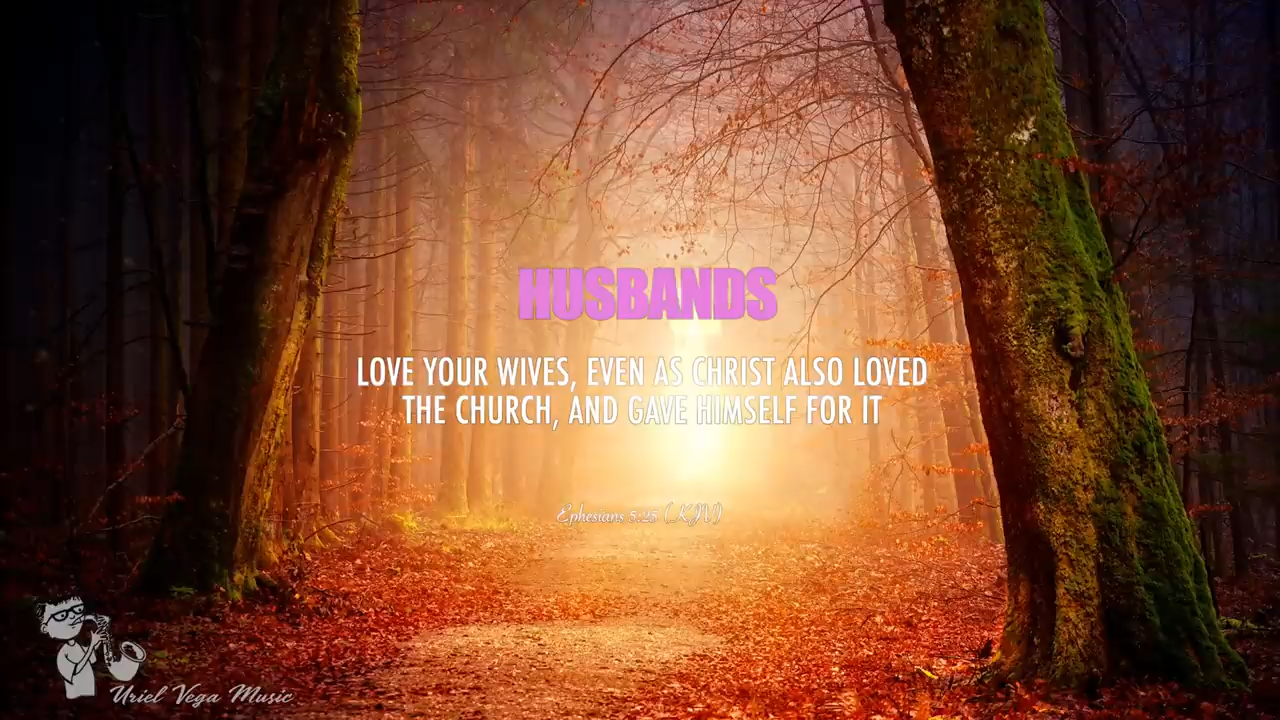 HUSBANDS
LOVE YOUR WIVES, EVEN AS CHRIST ALSO LOVED
THE CHURCH, AND GAVE HIMSELF FOR IT
Ephesians 5:25 (KJV)
Uriel Vega Music